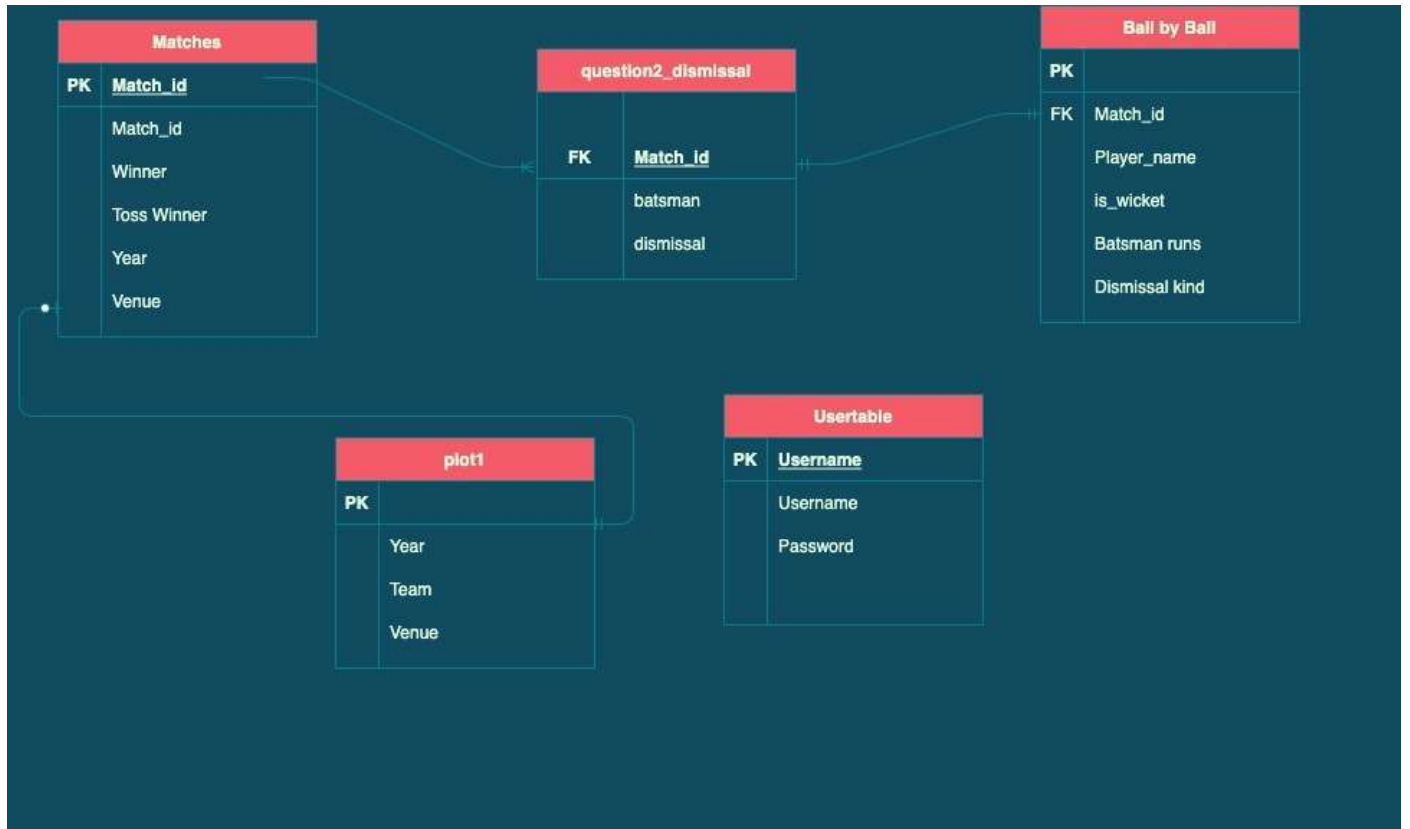 Matches
PK Match_id
Match_id
Winner
Toss Winner
Year
Venue
question2_dismissal
FK Match_id
batsman
dismissal
Ball by Ball
PK
FK Match_id
Player_name
is_wicket
Batsman runs
Dismissal kind
plot1
PK
Year
Team
Venue
Usertable
PK Username
Username
Password